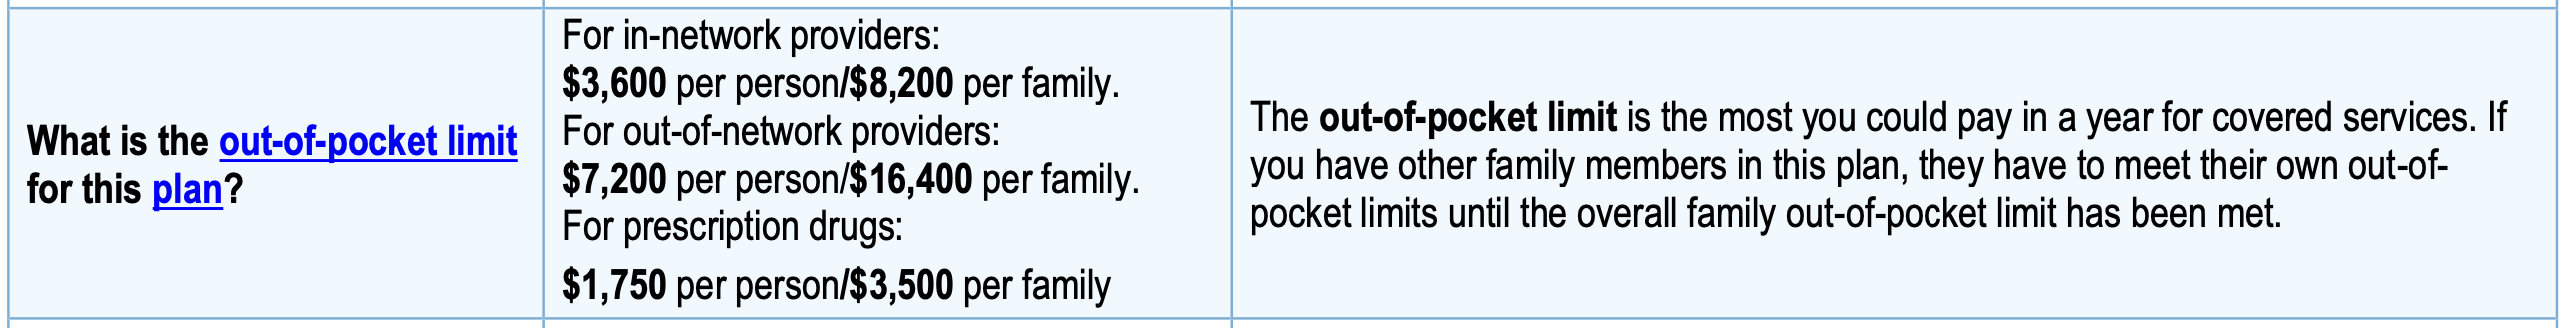 What is the out-of-pocket limit
for this plan?
For in-network providers:
$3,600 per person/$8,200 per family.
For out-of-network providers:
$7,200 per person/$16,400 per family.
For prescription drugs:
$1,750 per person/$3,500 per family
The out-of-pocket limit is the most you could pay in a year for covered services. If
you have other family members in this plan, they have to meet their own out-of-
pocket limits until the overall family out-of-pocket limit has been met.